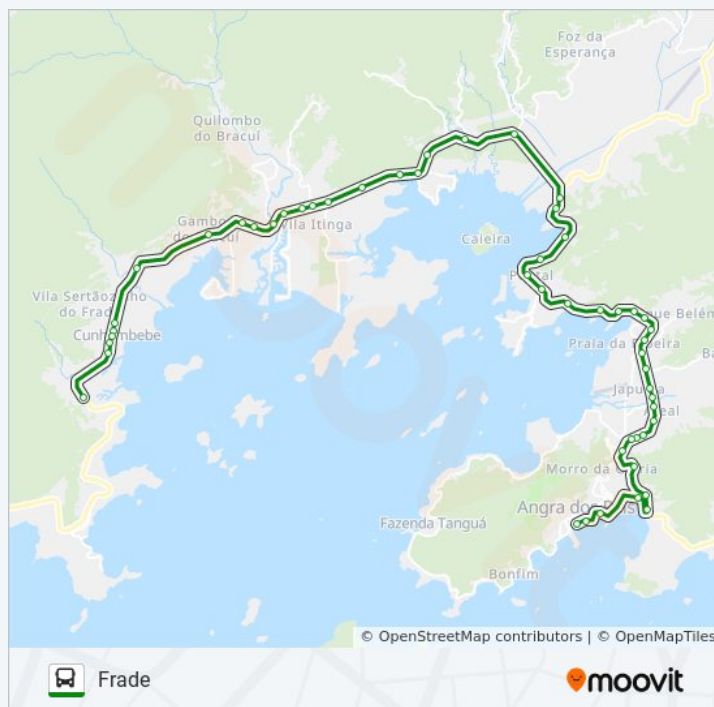 Foz da
Esperança
Quilombo
do Bracuí
Vila Itinga
Caieira
Vila Sertãozinho
do Frade
Cunhambebe
Praia da Ribeira
Japuíba
Morro da Glória
Angra dos Reis
Fazenda Tanguá
Bonfim
© OpenStreetMap contributors | © OpenMapTiles
Frade
moovit